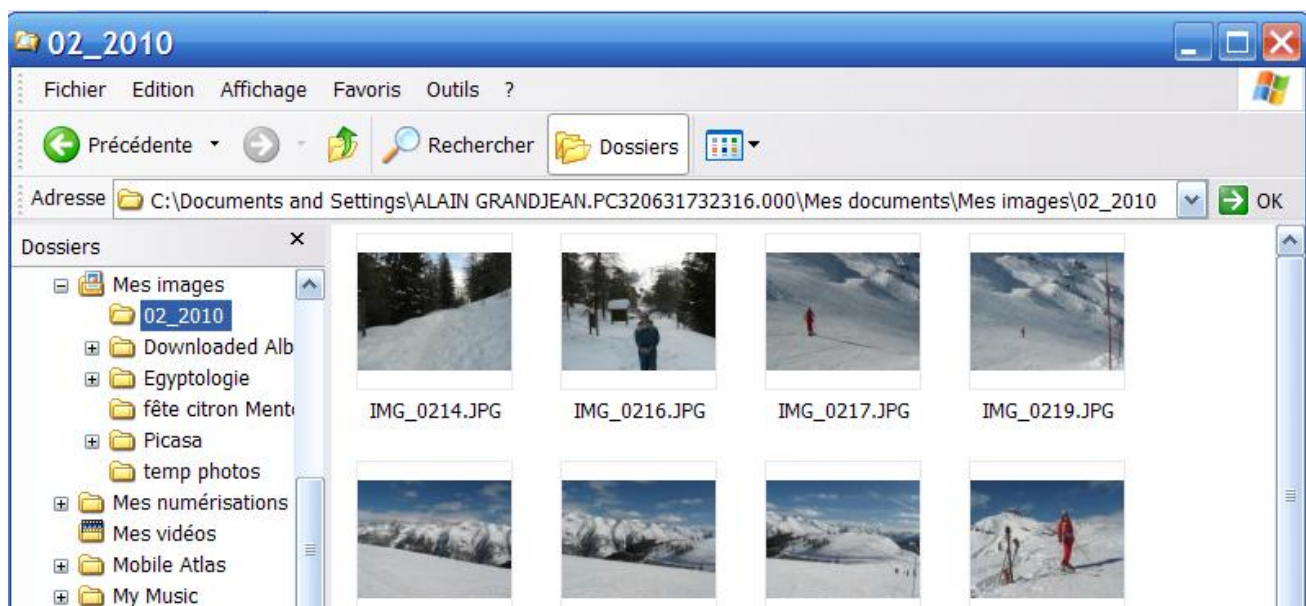 02_2010
Fichier Edition Affichage Favoris Outils ?
Précédente Rechercher Dossiers
Adresse C:\Documents and Settings\ALAIN GRANDJEAN.PC320631732316.000\Mes documents\Mes images\02_2010 OK
Dossiers
Mes images
02_2010
Downloaded Alb
Egyptologie
fête citron Mento
Picasa
temp photos
Mes numérisations
Mes vidéos
Mobile Atlas
My Music
IMG_0214.JPG IMG_0216.JPG IMG_0217.JPG IMG_0219.JPG